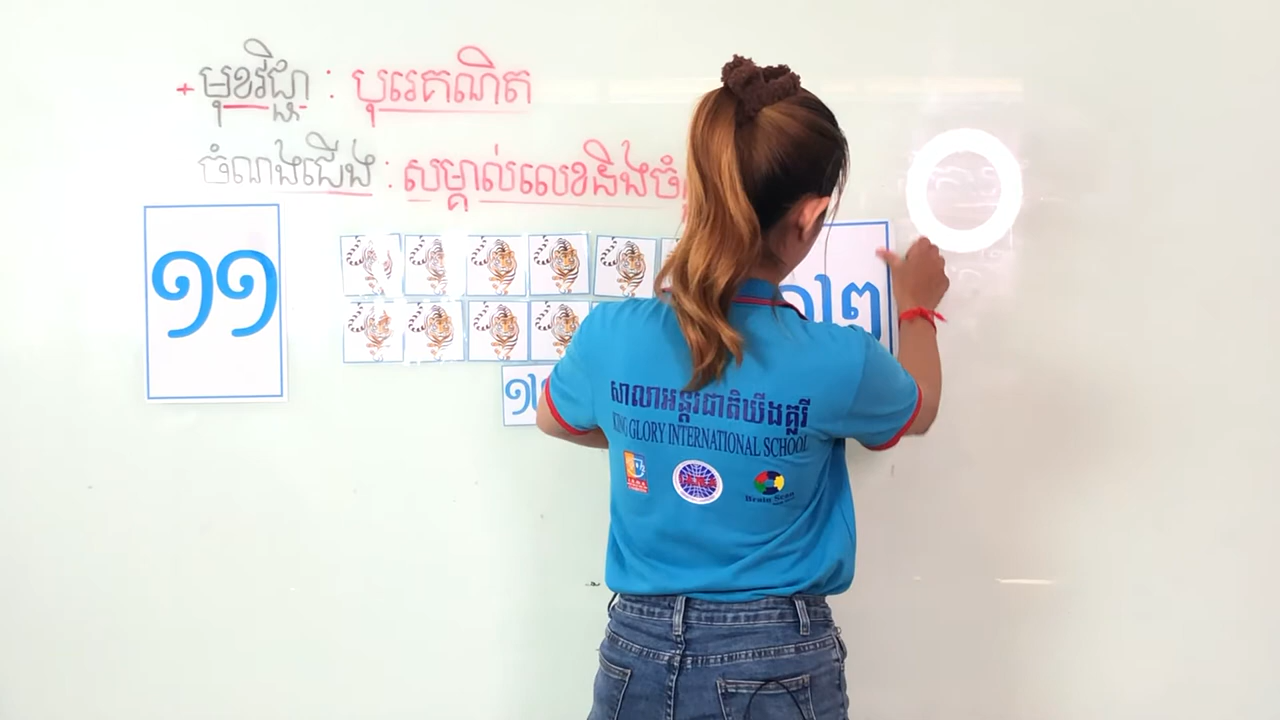 + មុខវិជ្ជា : បុរេគណិត
ចំណងជើង : សម្គាល់លេខនិងចំ
១១
១២
សាលាអន្តរជាតិឃីងគ្លរី
KING GLORY INTERNATIONAL SCHOOL
Brain Scan